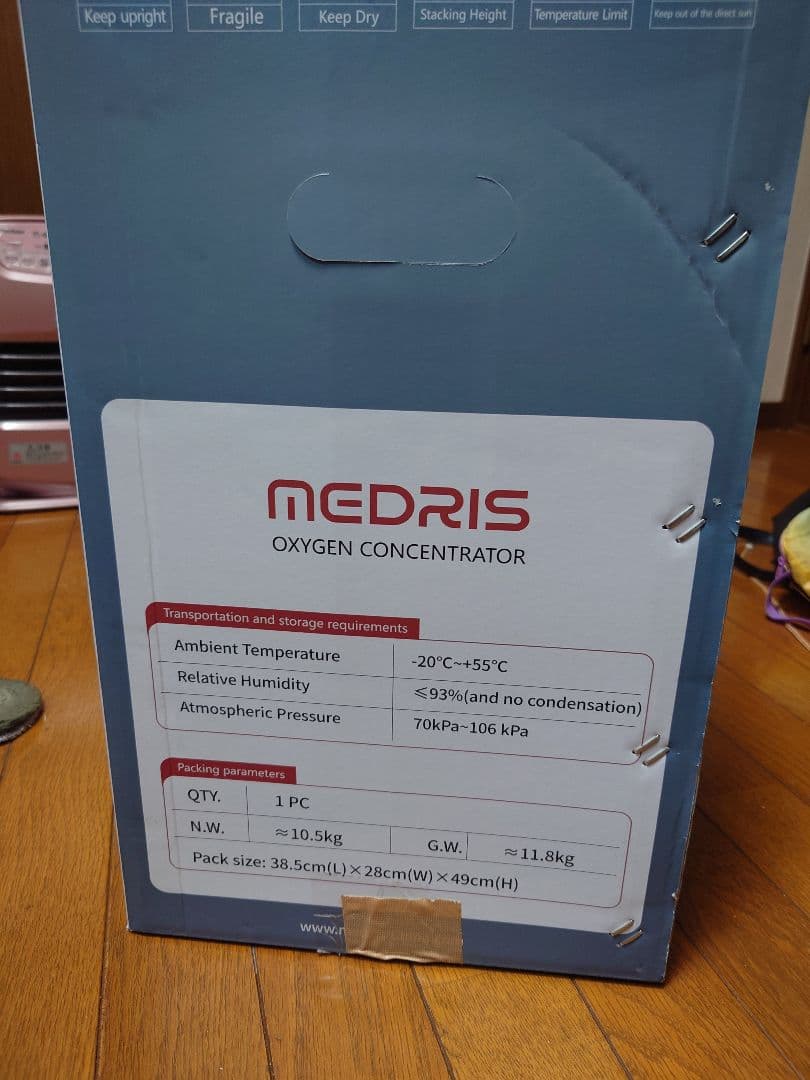 Keep upright
Fragile
Keep Dry
Stacking Height
Temperature Limit
Keep out of the direct sun
MEDRIS
OXYGEN CONCENTRATOR
Transportation and storage requirements
Ambient Temperature -20°C~+55°C
Relative Humidity ≤93%(and no condensation)
Atmospheric Pressure 70kPa~106 kPa
Packing parameters
QTY. 1 PC
N.W. ≈10.5kg G.W. ≈11.8kg
Pack size: 38.5cm(L)×28cm(W)×49cm(H)
www.